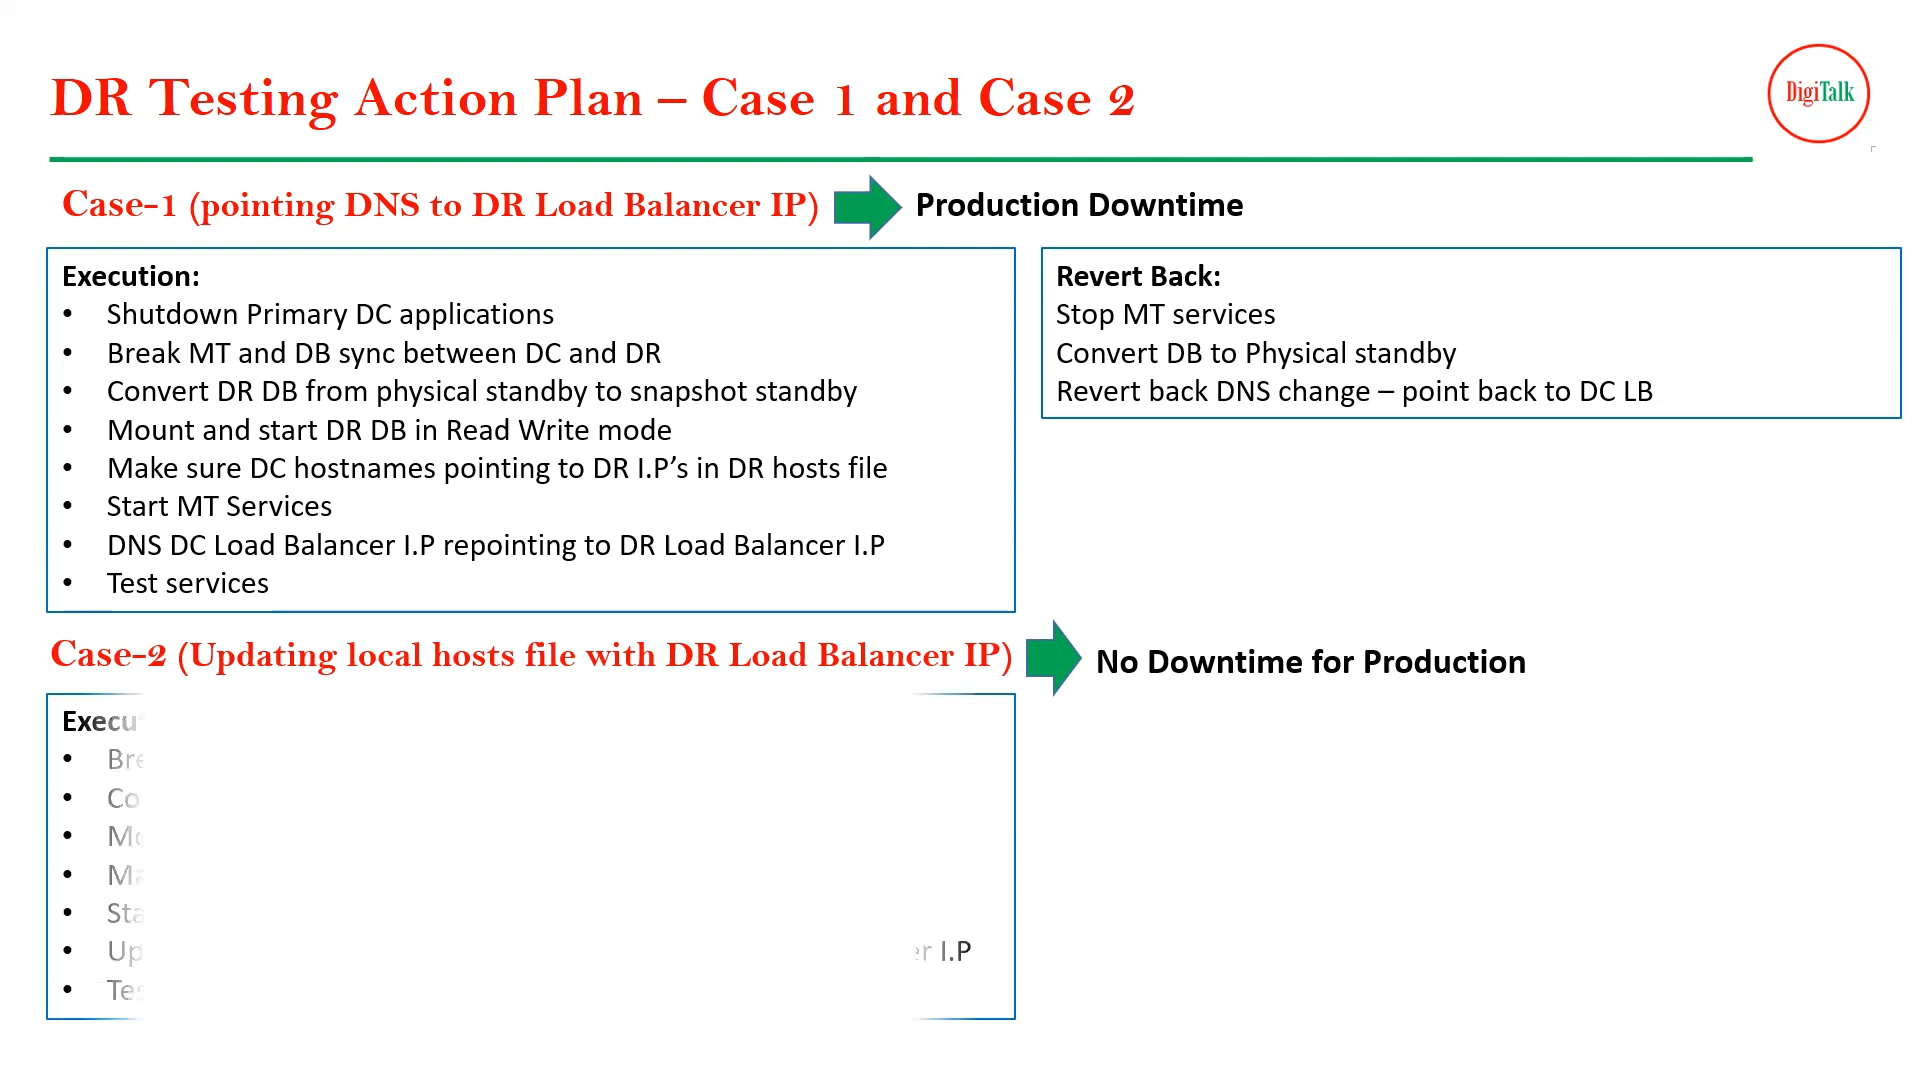 DR Testing Action Plan – Case 1 and Case 2
DigiTalk
Case-1 (pointing DNS to DR Load Balancer IP)
Production Downtime
Execution:
• Shutdown Primary DC applications
• Break MT and DB sync between DC and DR
• Convert DR DB from physical standby to snapshot standby
• Mount and start DR DB in Read Write mode
• Make sure DC hostnames pointing to DR I.P’s in DR hosts file
• Start MT Services
• DNS DC Load Balancer I.P repointing to DR Load Balancer I.P
• Test services
Revert Back:
Stop MT services
Convert DB to Physical standby
Revert back DNS change – point back to DC LB
Case-2 (Updating local hosts file with DR Load Balancer IP)
No Downtime for Production
I.P